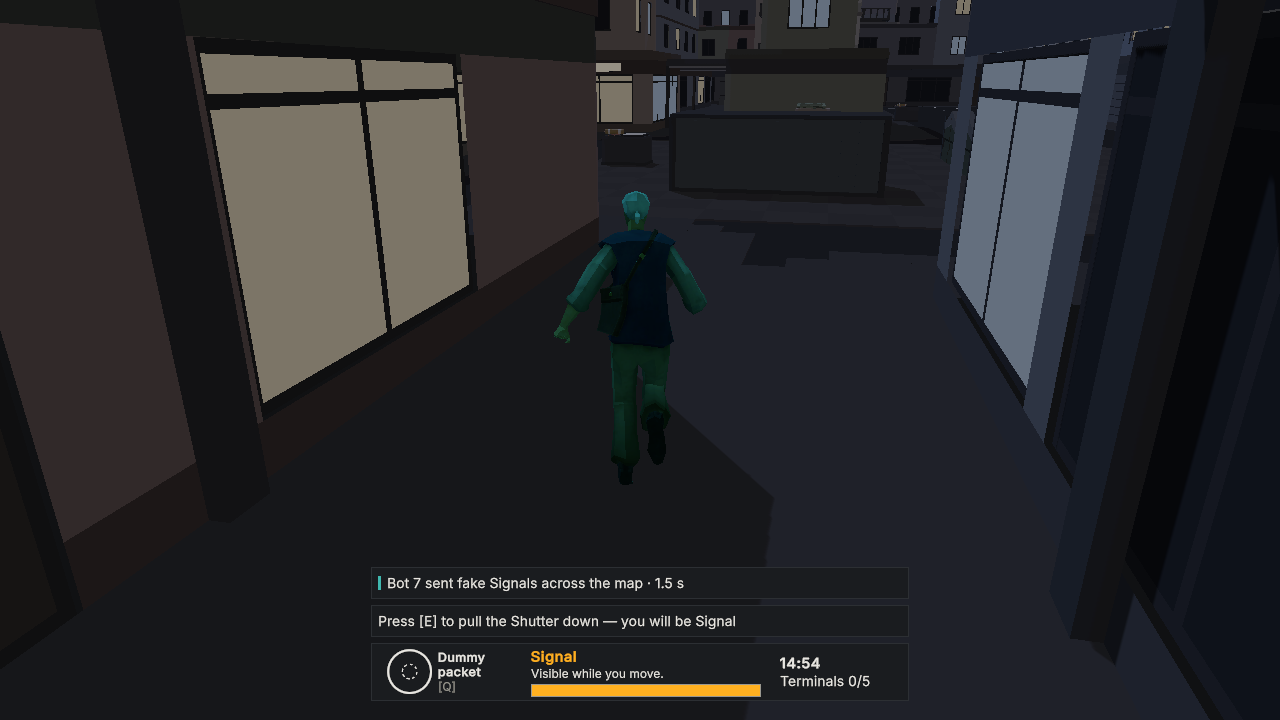 Bot 7 sent fake Signals across the map · 1.5 s
Press [E] to pull the Shutter down — you will be Signal
Dummy packet
[Q]
Signal
Visible while you move.
14:54
Terminals 0/5